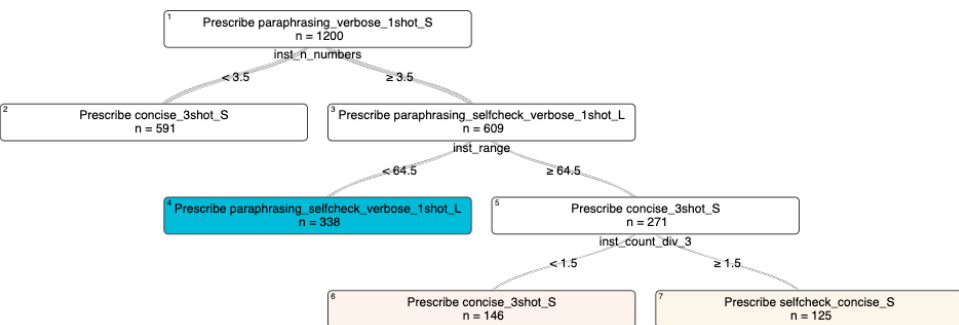 1
Prescribe paraphrasing_verbose_1shot_S
n = 1200
inst_n_numbers
< 3.5
≥ 3.5
2
Prescribe concise_3shot_S
n = 591
3
Prescribe paraphrasing_selfcheck_verbose_1shot_L
n = 609
inst_range
< 64.5
≥ 64.5
4
Prescribe paraphrasing_selfcheck_verbose_1shot_L
n = 338
5
Prescribe concise_3shot_S
n = 271
inst_count_div_3
< 1.5
≥ 1.5
6
Prescribe concise_3shot_S
n = 146
7
Prescribe selfcheck_concise_S
n = 125